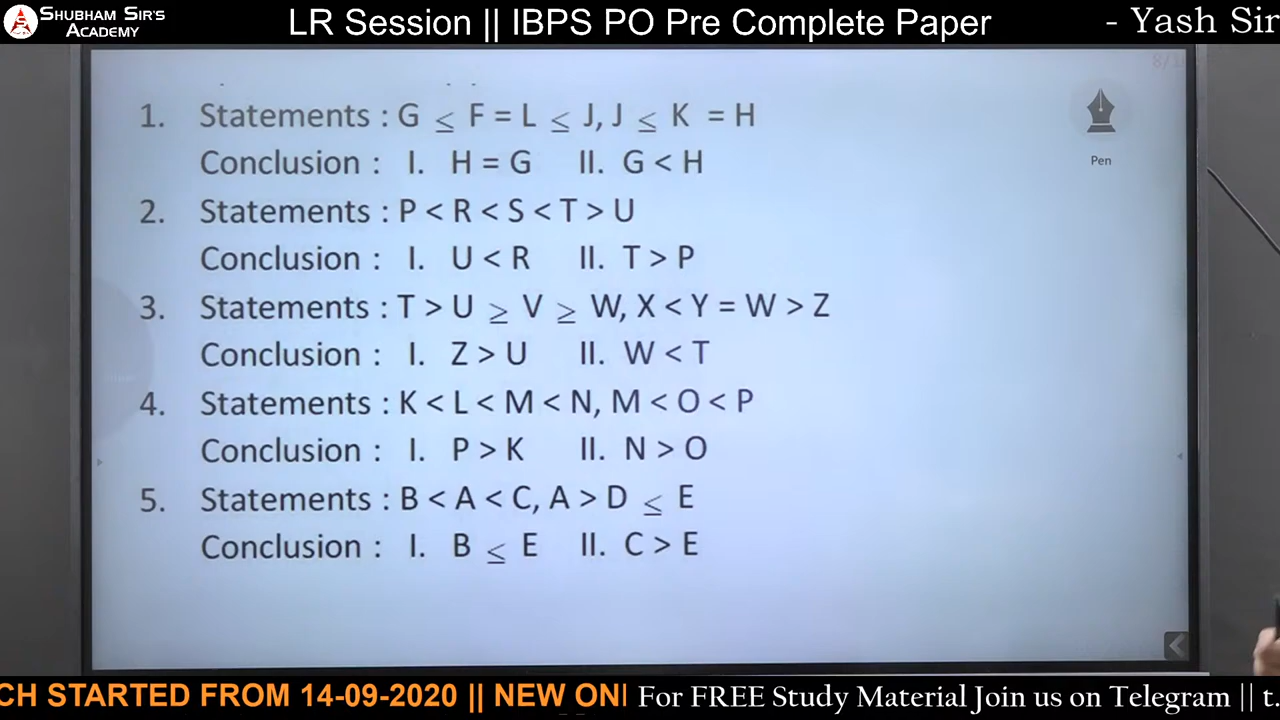 SHUBHAM SIR'S
ACADEMY
LR Session || IBPS PO Pre Complete Paper
- Yash Sir
1. Statements : G ≤ F = L ≤ J, J ≤ K = H
Conclusion : I. H = G II. G < H
2. Statements : P < R < S < T > U
Conclusion : I. U < R II. T > P
3. Statements : T > U ≥ V ≥ W, X < Y = W > Z
Conclusion : I. Z > U II. W < T
4. Statements : K < L < M < N, M < O < P
Conclusion : I. P > K II. N > O
5. Statements : B < A < C, A > D ≤ E
Conclusion : I. B ≤ E II. C > E
Pen
CH STARTED FROM 14-09-2020 || NEW ONI
For FREE Study Material Join us on Telegram || t.